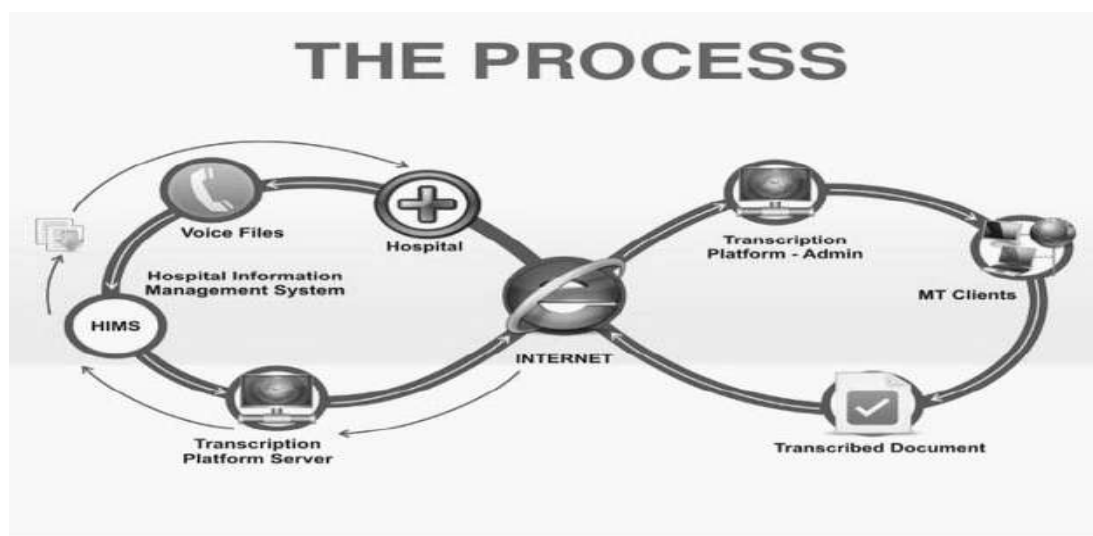 THE PROCESS
Voice Files
Hospital
Hospital Information
Management System
HIMS
Transcription
Platform Server
INTERNET
Transcription
Platform - Admin
MT Clients
Transcribed Document